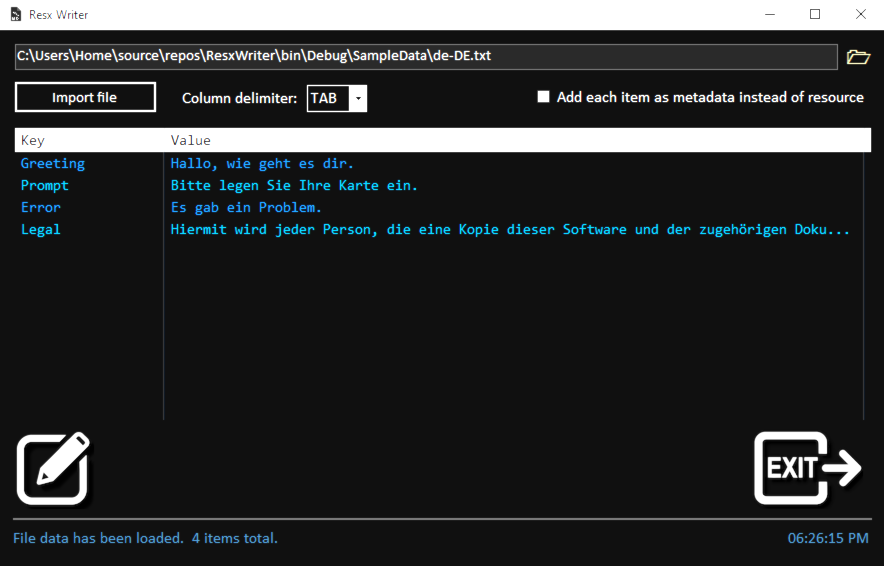 Resx Writer
C:\Users\Home\source\repos\ResxWriter\bin\Debug\SampleData\de-DE.txt
Import file Column delimiter: TAB Add each item as metadata instead of resource
Key Value
Greeting Hallo, wie geht es dir.
Prompt Bitte legen Sie Ihre Karte ein.
Error Es gab ein Problem.
Legal Hiermit wird jeder Person, die eine Kopie dieser Software und der zugehörigen Doku...
EXIT
File data has been loaded. 4 items total. 06:26:15 PM